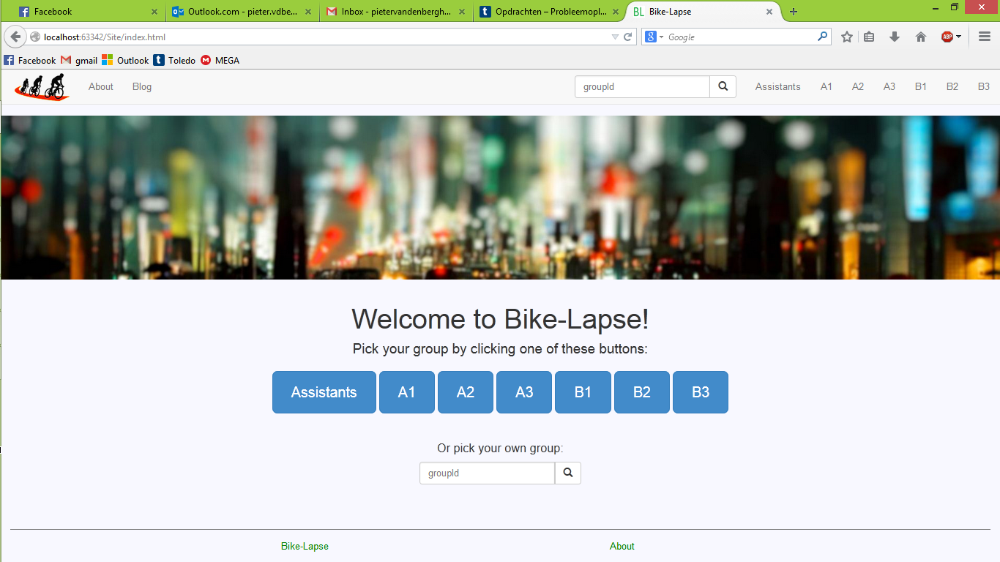 Facebook
Outlook.com - pieter.vdbe...
Inbox - pietervandenbergh...
Opdrachten – Probleemopl...
BL Bike-Lapse
localhost:63342/Site/index.html
Google
ABP
Facebook gmail Outlook Toledo MEGA
About Blog groupId Assistants A1 A2 A3 B1 B2 B3
Welcome to Bike-Lapse!
Pick your group by clicking one of these buttons:
Assistants A1 A2 A3 B1 B2 B3
Or pick your own group:
groupId
Bike-Lapse About